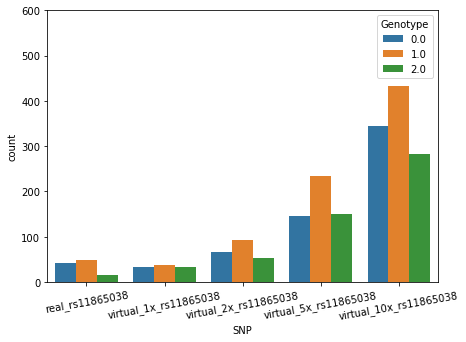 600
500
400
300
200
100
0
count
Genotype
0.0
1.0
2.0
real_rs11865038
virtual_1x_rs11865038
virtual_2x_rs11865038
virtual_5x_rs11865038
virtual_10x_rs11865038
SNP